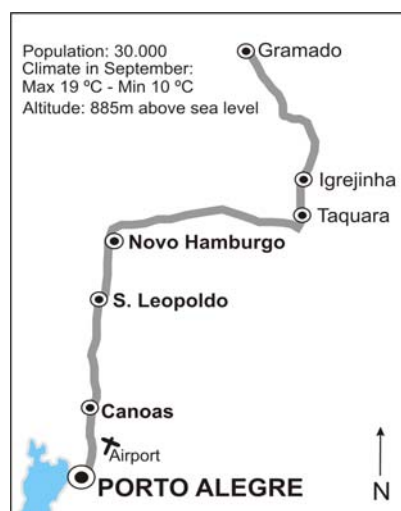 Population: 30.000
Climate in September:
Max 19 ºC - Min 10 ºC
Altitude: 885m above sea level
Gramado
Igrejinha
Taquara
Novo Hamburgo
S. Leopoldo
Canoas
Airport
PORTO ALEGRE
N